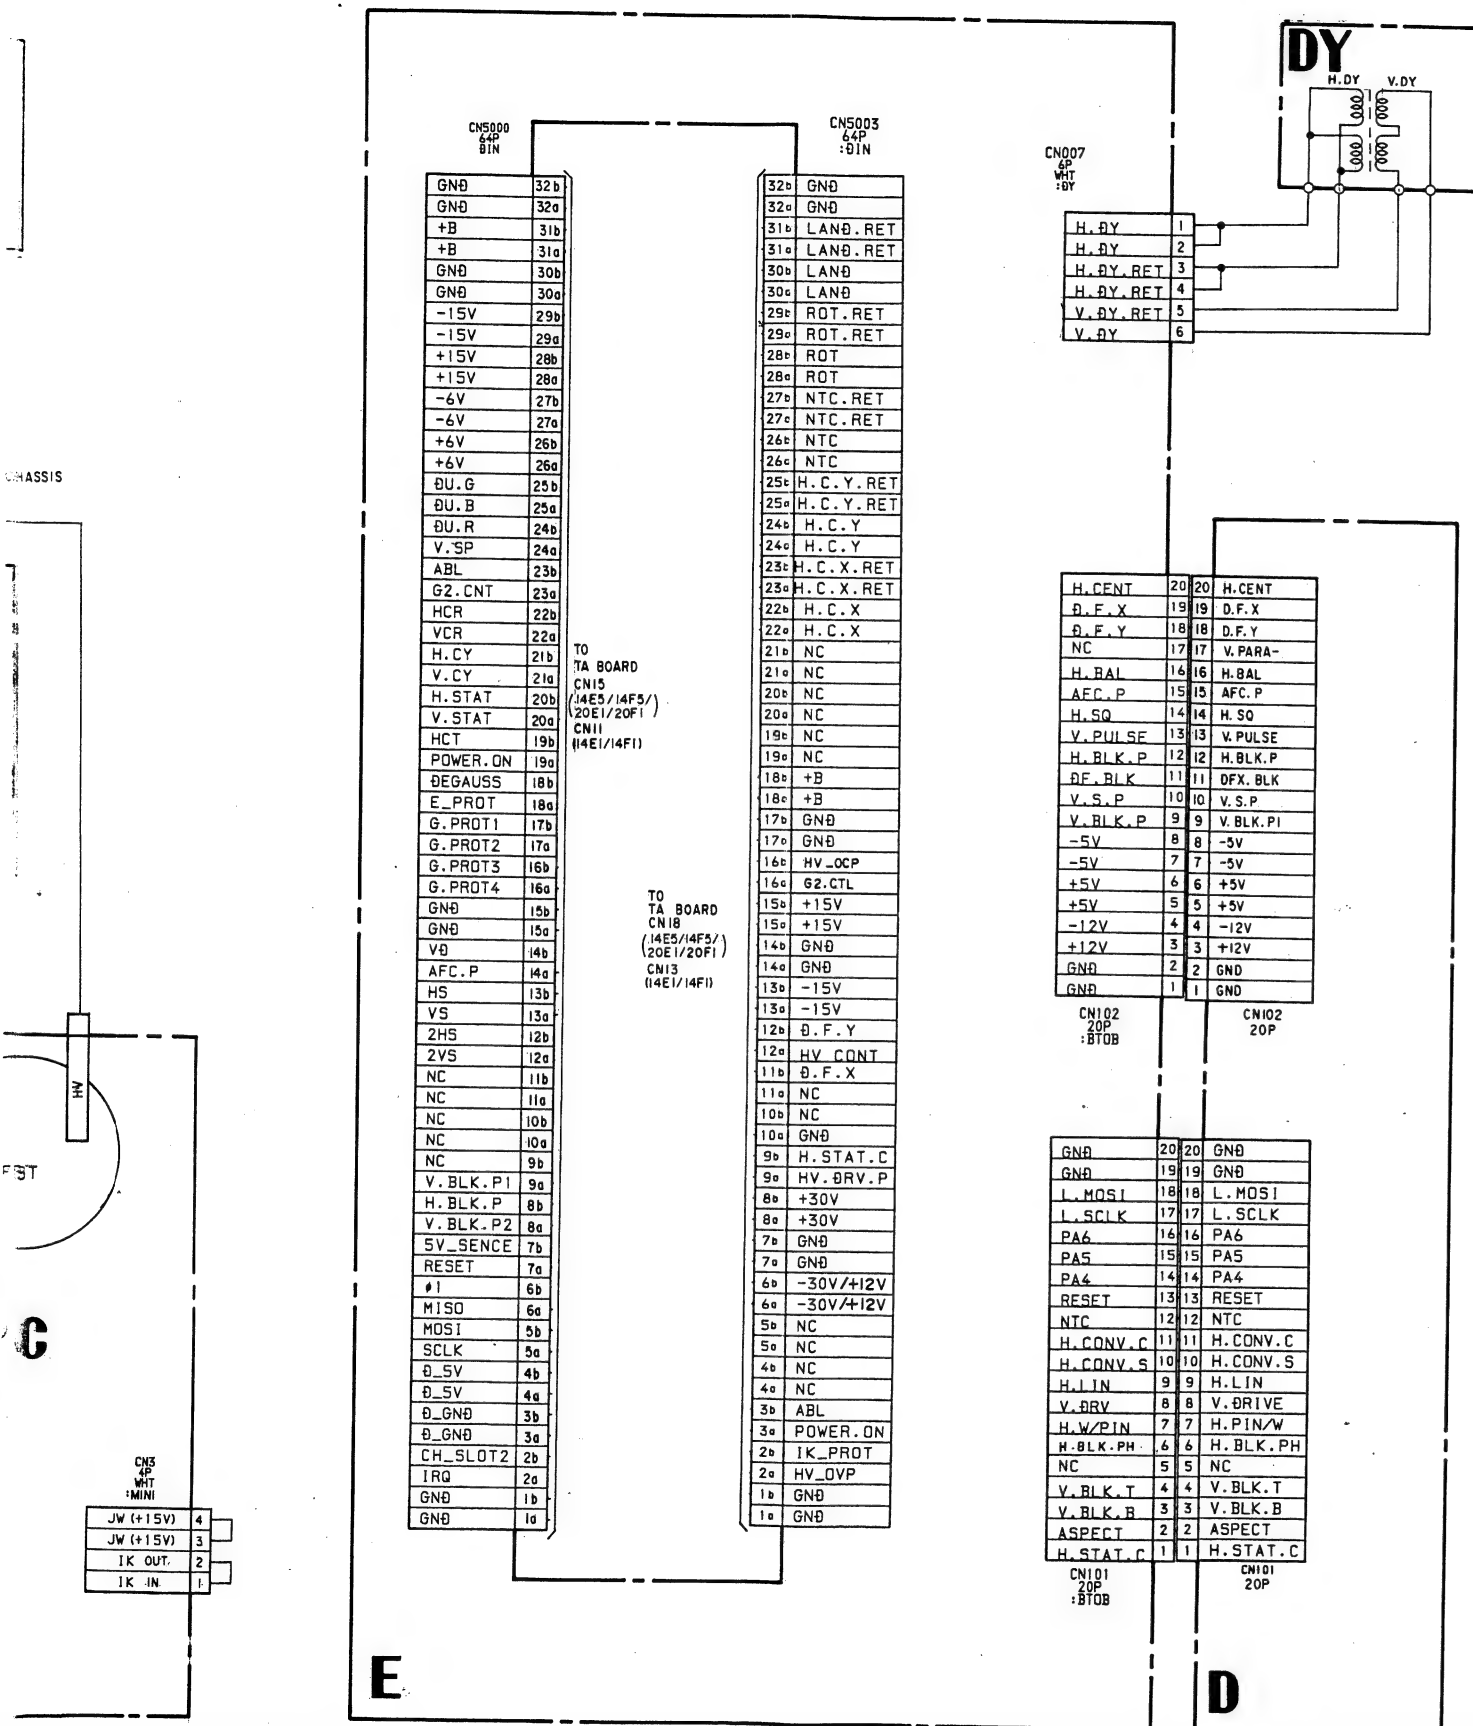 DY
H.DY V.DY
CN5000
64P
DIN
GND 32b
GND 32a
+B 31b
+B 31a
GND 30b
GND 30a
-15V 29b
-15V 29a
+15V 28b
+15V 28a
-6V 27b
-6V 27a
+6V 26b
+6V 26a
DU.G 25b
DU.B 25a
DU.R 24b
V.SP 24a
ABL 23b
G2.CNT 23a
HCR 22b
VCR 22a
H.CY 21b
V.CY 21a
H.STAT 20b
V.STAT 20a
HCT 19b
POWER.ON 19a
DEGAUSS 18b
E_PROT 18a
G.PROT1 17b
G.PROT2 17a
G.PROT3 16b
G.PROT4 16a
GND 15b
GND 15a
VD 14b
AFC.P 14a
HS 13b
VS 13a
2HS 12b
2VS 12a
NC 11b
NC 11a
NC 10b
NC 10a
NC 9b
V.BLK.P1 9a
H.BLK.P 8b
V.BLK.P2 8a
5V_SENCE 7b
RESET 7a
φ1 6b
MISO 6a
MOSI 5b
SCLK 5a
D_5V 4b
D_5V 4a
D_GND 3b
D_GND 3a
CH_SLOT2 2b
IRQ 2a
GND 1b
GND 1a
TO
TA BOARD
CN15
(14E5/14F5/
20E1/20F1)
CN11
(14E1/14F1)
CN5003
64P
:DIN
32b GND
32a GND
31b LAND.RET
31a LAND.RET
30b LAND
30a LAND
29b ROT.RET
29a ROT.RET
28b ROT
28a ROT
27b NTC.RET
27a NTC.RET
26b NTC
26a NTC
25b H.C.Y.RET
25a H.C.Y.RET
24b H.C.Y
24a H.C.Y
23b H.C.X.RET
23a H.C.X.RET
22b H.C.X
22a H.C.X
21b NC
21a NC
20b NC
20a NC
19b NC
19a NC
18b +B
18a +B
17b GND
17a GND
16b HV_OCP
16a G2.CTL
15b +15V
15a +15V
14b GND
14a GND
13b -15V
13a -15V
12b D.F.Y
12a HV CONT
11b D.F.X
11a NC
10b NC
10a GND
9b H.STAT.C
9a HV.DRV.P
8b +30V
8a +30V
7b GND
7a GND
6b -30V/+12V
6a -30V/+12V
5b NC
5a NC
4b NC
4a NC
3b ABL
3a POWER.ON
2b IK_PROT
2a HV_OVP
1b GND
1a GND
TO
TA BOARD
CN18
(14E5/14F5/
20E1/20F1)
CN13
(14E1/14F1)
CN007
6P
WHT
:DY
H.DY 1
H.DY 2
H.DY.RET 3
H.DY.RET 4
V.DY.RET 5
V.DY 6
H.CENT 20 20 H.CENT
D.F.X 19 19 D.F.X
D.F.Y 18 18 D.F.Y
NC 17 17 V.PARA-
H.BAL 16 16 H.BAL
AFC.P 15 15 AFC.P
H.SQ 14 14 H.SQ
V.PULSE 13 13 V.PULSE
H.BLK.P 12 12 H.BLK.P
DF.BLK 11 11 DFX.BLK
V.S.P 10 10 V.S.P
V.BLK.P 9 9 V.BLK.P1
-5V 8 8 -5V
-5V 7 7 -5V
+5V 6 6 +5V
+5V 5 5 +5V
-12V 4 4 -12V
+12V 3 3 +12V
GND 2 2 GND
GND 1 1 GND
CN102
20P
:BTOB
CN102
20P
GND 20 20 GND
GND 19 19 GND
L.MOSI 18 18 L.MOSI
L.SCLK 17 17 L.SCLK
PA6 16 16 PA6
PA5 15 15 PA5
PA4 14 14 PA4
RESET 13 13 RESET
NTC 12 12 NTC
H.CONV.C 11 11 H.CONV.C
H.CONV.S 10 10 H.CONV.S
H.LIN 9 9 H.LIN
V.DRV 8 8 V.DRIVE
H.W/PIN 7 7 H.PIN/W
H.BLK.PH 6 6 H.BLK.PH
NC 5 5 NC
V.BLK.T 4 4 V.BLK.T
V.BLK.B 3 3 V.BLK.B
ASPECT 2 2 ASPECT
H.STAT.C 1 1 H.STAT.C
CN101
20P
:BTOB
CN101
20P
CHASSIS
HV
C
CN3
4P
WHT
:MINI
JW (+15V) 4
JW (+15V) 3
IK OUT 2
IK IN 1
E
D